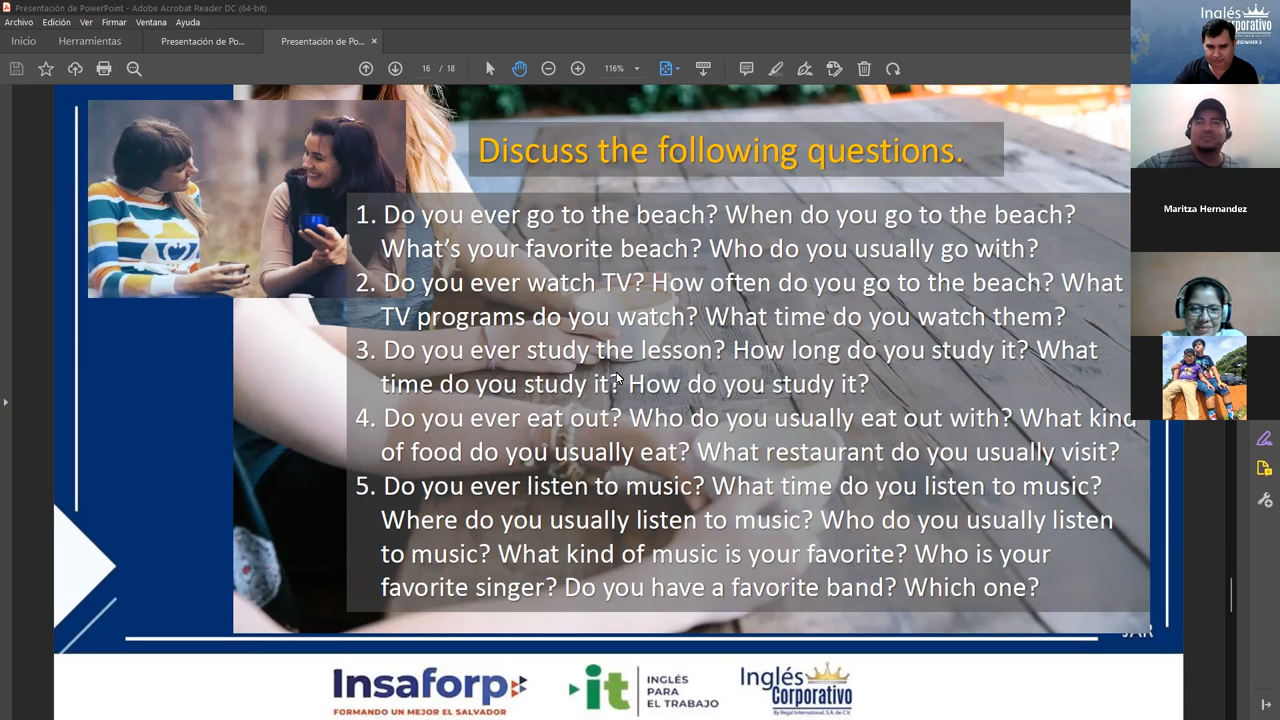 Presentación de PowerPoint - Adobe Acrobat Reader DC (64-bit)
Archivo Edición Ver Firmar Ventana Ayuda
Inicio Herramientas Presentación de Po... Presentación de Po... ×
16 / 18 116%
Inglés
Corporativo
Maritza Hernandez
Discuss the following questions.
1. Do you ever go to the beach? When do you go to the beach?
What's your favorite beach? Who do you usually go with?
2. Do you ever watch TV? How often do you go to the beach? What
TV programs do you watch? What time do you watch them?
3. Do you ever study the lesson? How long do you study it? What
time do you study it? How do you study it?
4. Do you ever eat out? Who do you usually eat out with? What kind
of food do you usually eat? What restaurant do you usually visit?
5. Do you ever listen to music? What time do you listen to music?
Where do you usually listen to music? Who do you usually listen
to music? What kind of music is your favorite? Who is your
favorite singer? Do you have a favorite band? Which one?
JAR
Insaforp
FORMANDO UN MEJOR EL SALVADOR
it
INGLÉS
PARA
EL TRABAJO
Inglés
Corporativo
By Regal International, S.A. de C.V.